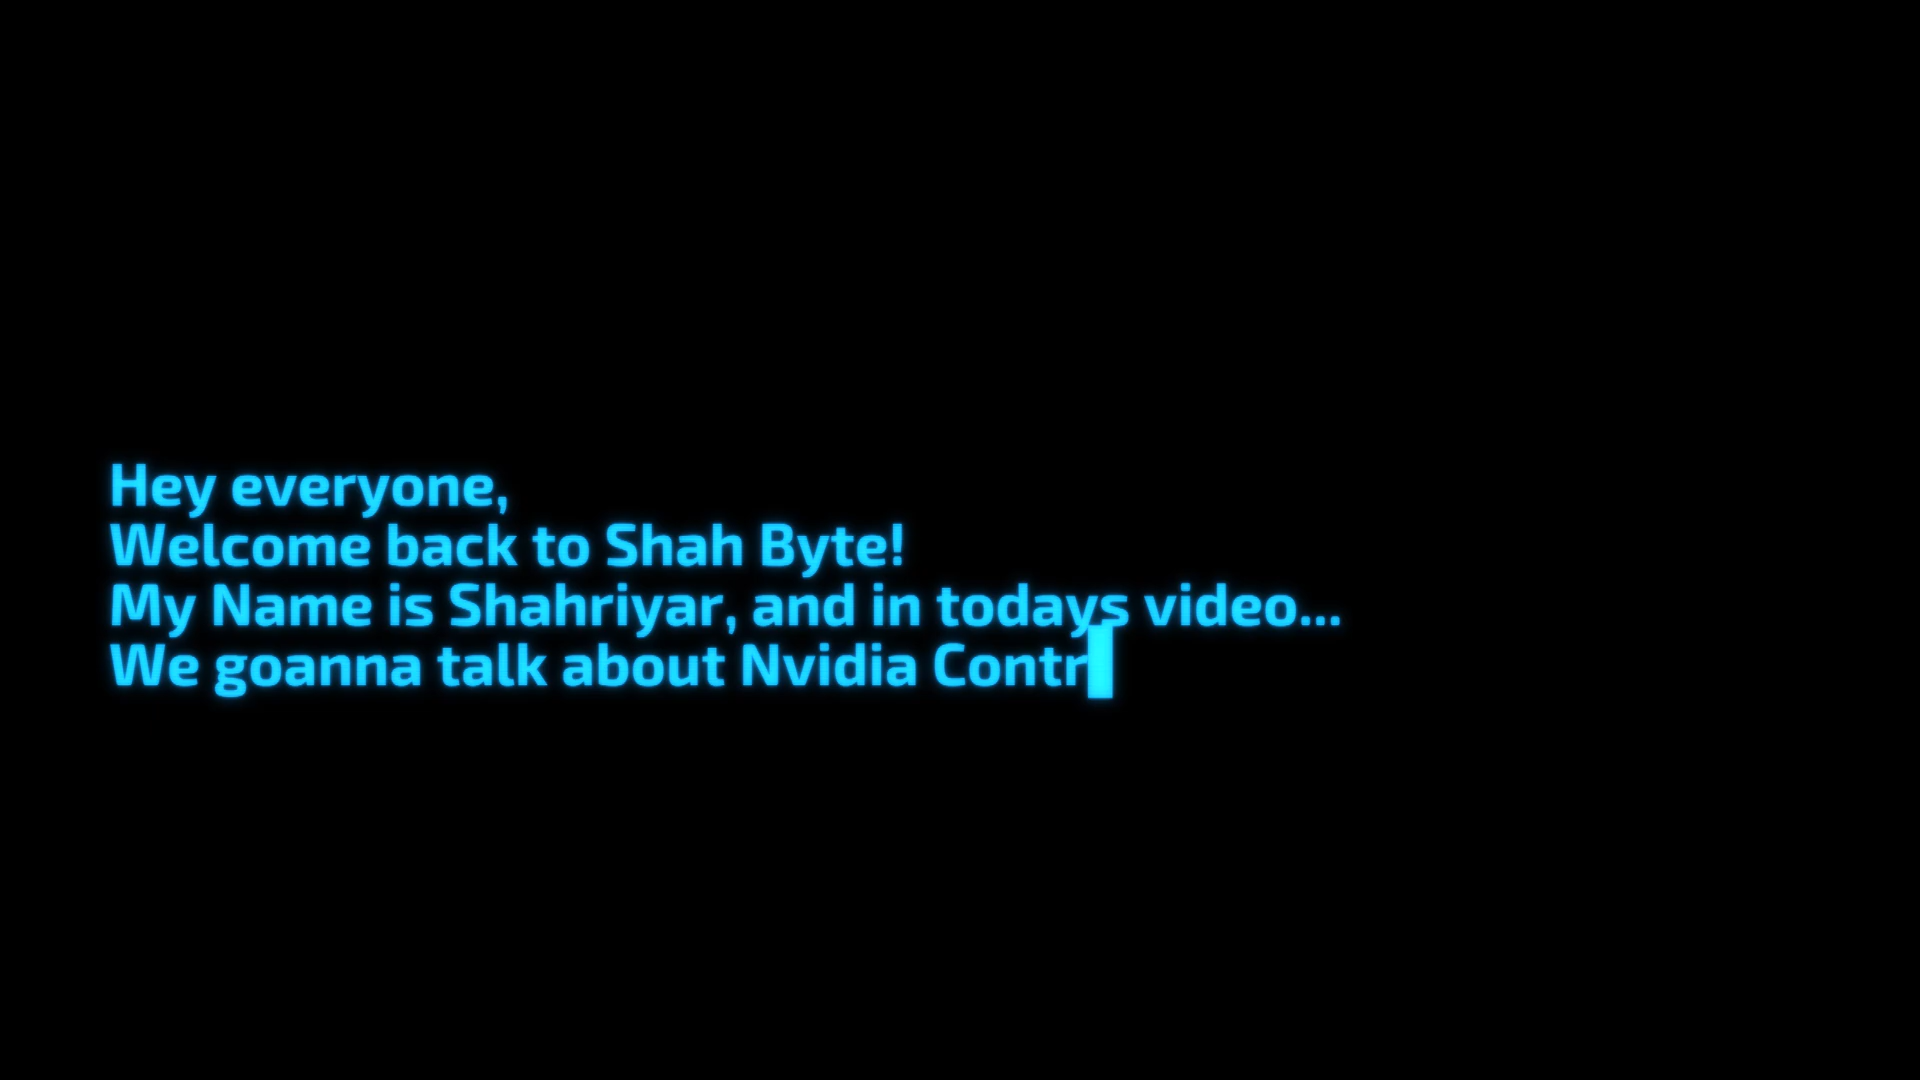 Hey everyone,
Welcome back to Shah Byte!
My Name is Shahriyar, and in todays video...
We goanna talk about Nvidia Contr